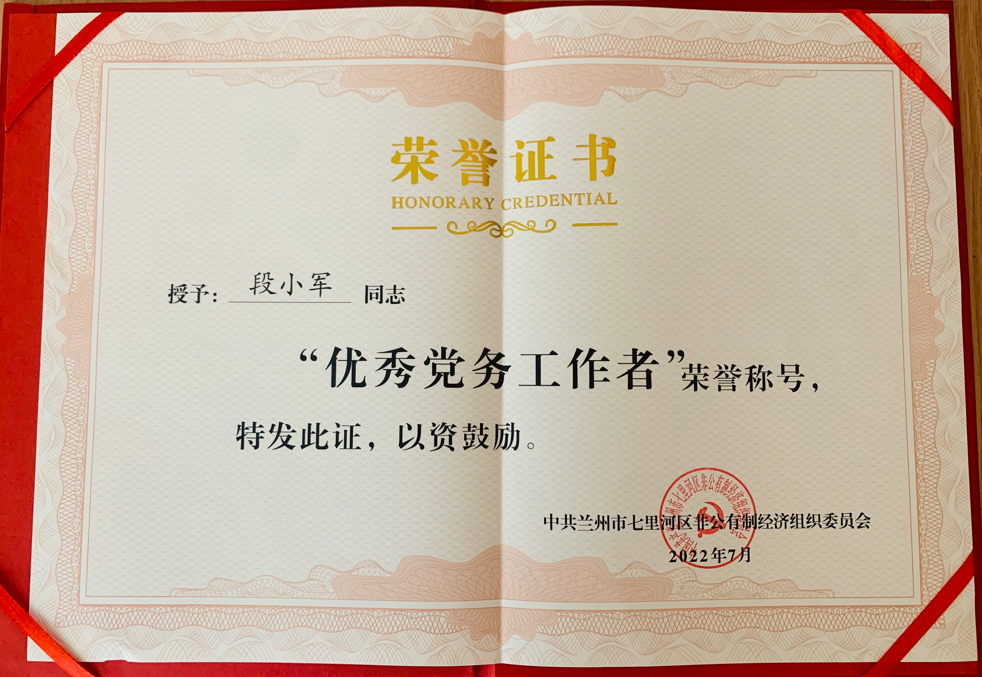 荣誉证书
HONORARY CREDENTIAL
授予：段小军 同志
“优秀党务工作者”荣誉称号，
特发此证，以资鼓励。
中共兰州市七里河区非公有制经济组织委员会
2022年7月